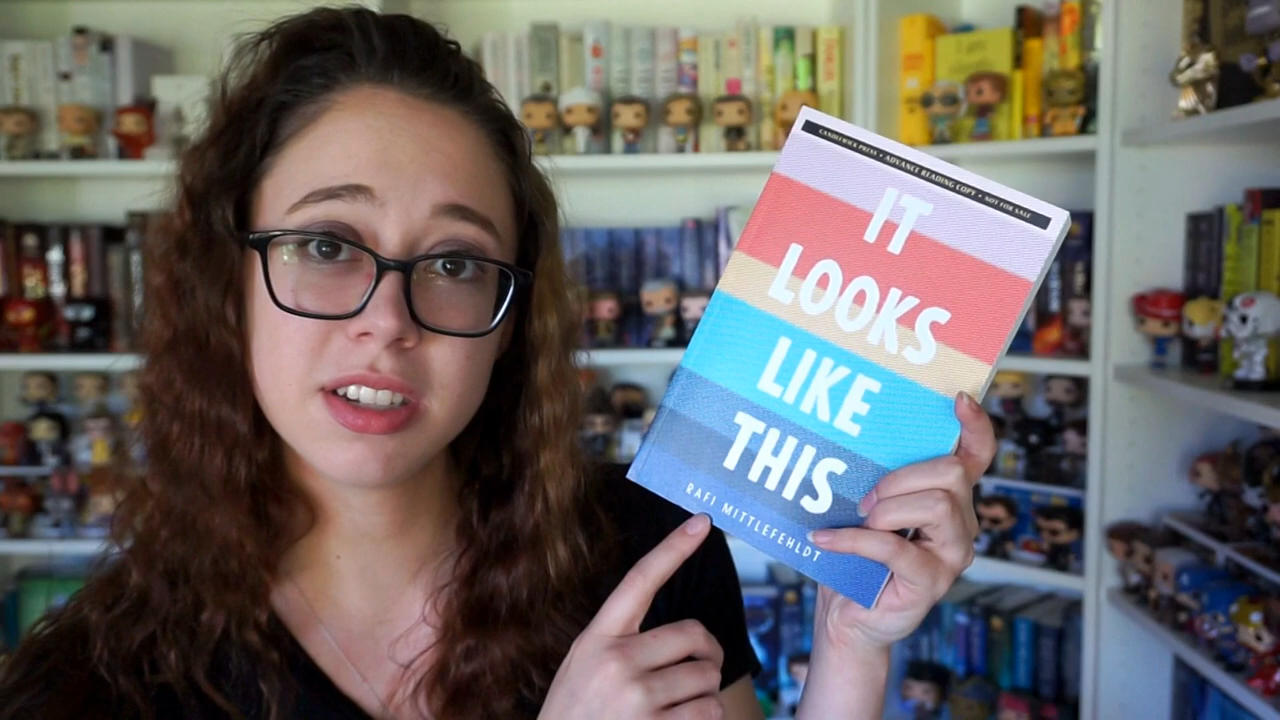 CANDLEWICK PRESS • ADVANCE READING COPY • NOT FOR SALE
IT
LOOKS
LIKE
THIS
RAFI MITTLEFEHLDT